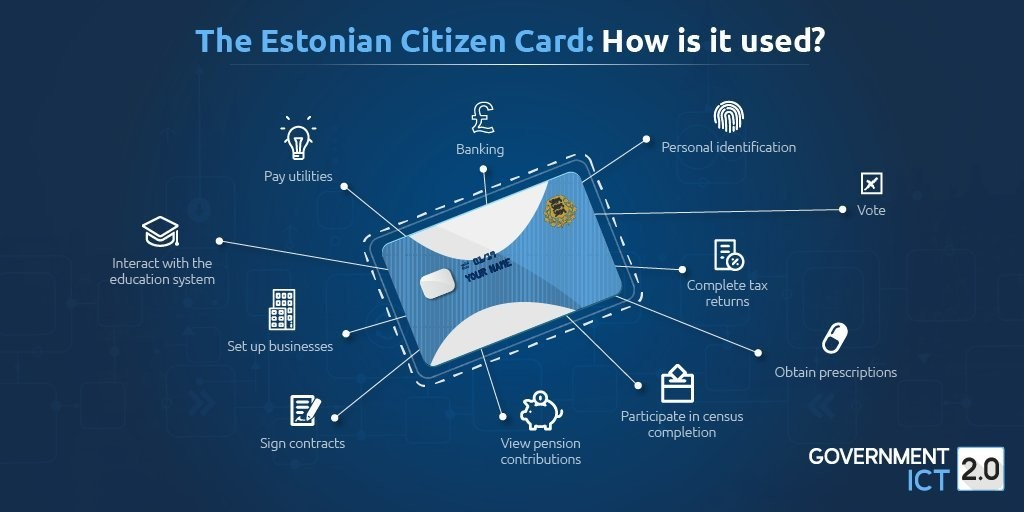 The Estonian Citizen Card: How is it used?
Banking
Personal identification
Pay utilities
Vote
Interact with the
education system
01/19
YOUR NAME
Complete tax
returns
Set up businesses
Obtain prescriptions
Sign contracts
View pension
contributions
Participate in census
completion
GOVERNMENT
ICT 2.0